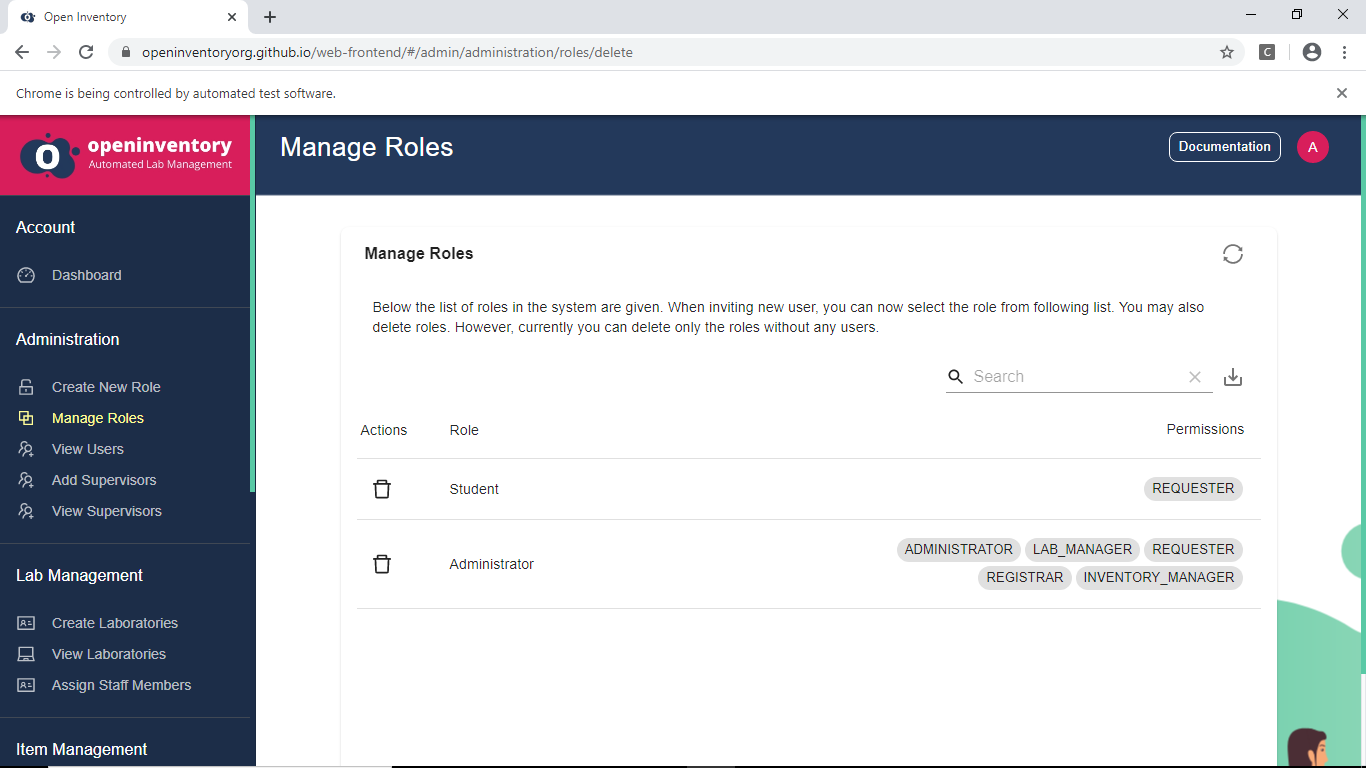 Open Inventory
openinventoryorg.github.io/web-frontend/#/admin/administration/roles/delete
C
Chrome is being controlled by automated test software.
openinventory
Automated Lab Management
Manage Roles
Documentation
A
Account
Dashboard
Administration
Create New Role
Manage Roles
View Users
Add Supervisors
View Supervisors
Lab Management
Create Laboratories
View Laboratories
Assign Staff Members
Item Management
Manage Roles
Below the list of roles in the system are given. When inviting new user, you can now select the role from following list. You may also
delete roles. However, currently you can delete only the roles without any users.
Search
Actions Role Permissions
Student REQUESTER
Administrator ADMINISTRATOR LAB_MANAGER REQUESTER
REGISTRAR INVENTORY_MANAGER